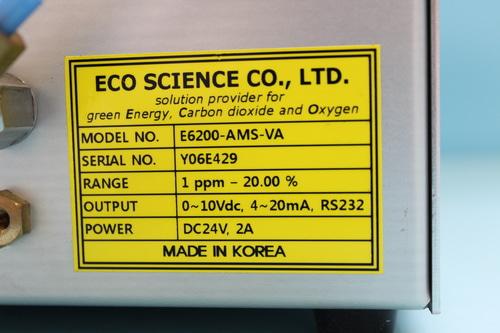 ECO SCIENCE CO., LTD.
solution provider for
green Energy, Carbon dioxide and Oxygen
MODEL NO. E6200-AMS-VA
SERIAL NO. Y06E429
RANGE 1 ppm - 20.00 %
OUTPUT 0~10Vdc, 4~20mA, RS232
POWER DC24V, 2A
MADE IN KOREA